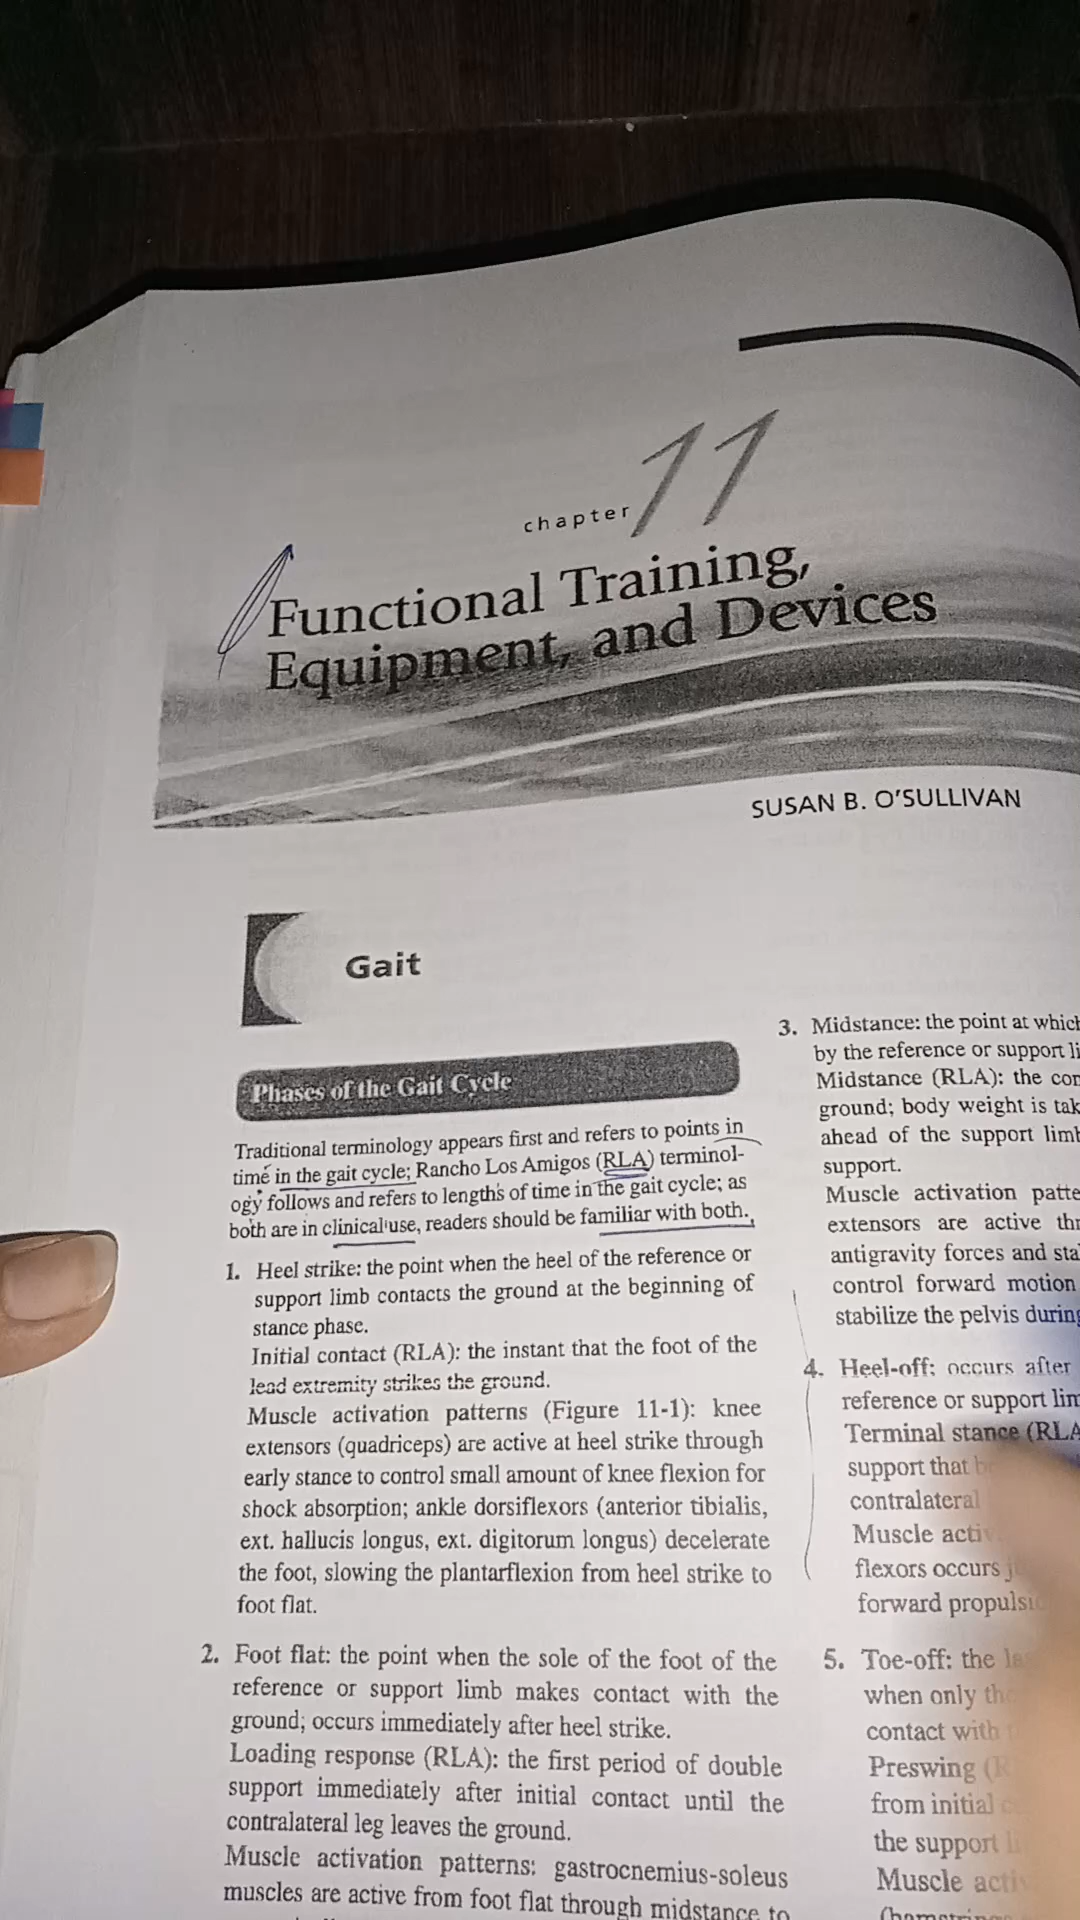 chapter 11
Functional Training,
Equipment, and Devices
SUSAN B. O'SULLIVAN
Gait
Phases of the Gait Cycle
Traditional terminology appears first and refers to points in
time in the gait cycle; Rancho Los Amigos (RLA) terminol-
ogy follows and refers to lengths of time in the gait cycle; as
both are in clinical use, readers should be familiar with both.
1. Heel strike: the point when the heel of the reference or
support limb contacts the ground at the beginning of
stance phase.
Initial contact (RLA): the instant that the foot of the
lead extremity strikes the ground.
Muscle activation patterns (Figure 11-1): knee
extensors (quadriceps) are active at heel strike through
early stance to control small amount of knee flexion for
shock absorption; ankle dorsiflexors (anterior tibialis,
ext. hallucis longus, ext. digitorum longus) decelerate
the foot, slowing the plantarflexion from heel strike to
foot flat.
2. Foot flat: the point when the sole of the foot of the
reference or support limb makes contact with the
ground; occurs immediately after heel strike.
Loading response (RLA): the first period of double
support immediately after initial contact until the
contralateral leg leaves the ground.
Muscle activation patterns: gastrocnemius-soleus
muscles are active from foot flat through midstance to
3. Midstance: the point at which
by the reference or support
Midstance (RLA): the
ground; body weight is
ahead of the support
support.
Muscle activation
extensors are active
antigravity forces and
control forward motion
stabilize the pelvis
4. Heel-off: occurs after
reference or support
Terminal stance (RLA
support that
contralateral
Muscle
flexors occurs
forward
5. Toe-off: the
when only
contact with
Preswing
from initial
the support
Muscle